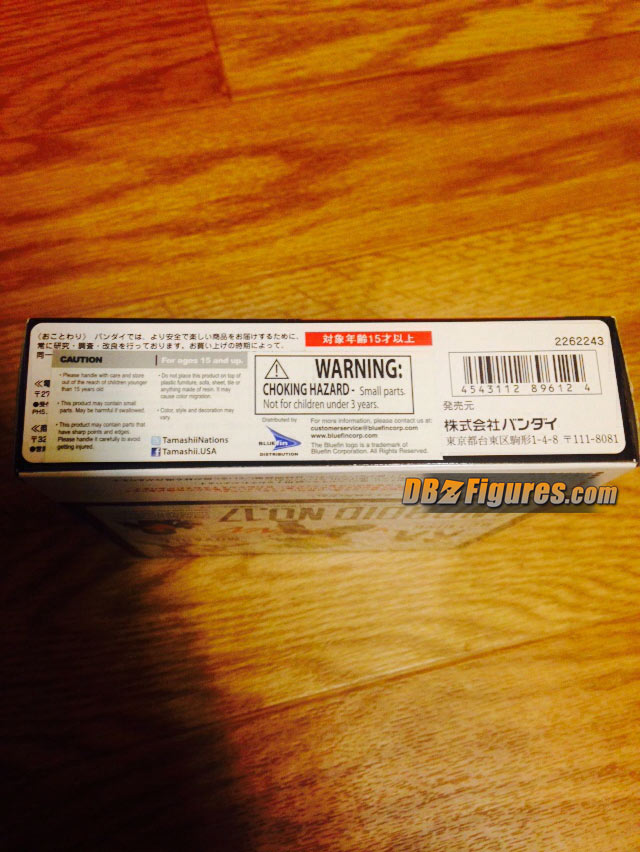 《おことわり》 バンダイでは、より安全で楽しい商品をお届けするために、
常に研究・調査・改良を行っております。お買い上げの時期によって、
同一
対象年齢15才以上
2262243
CAUTION
For ages 15 and up.
• Please handle with care and store
out of the reach of children younger
than 15 years old
• This product may contain small
parts. May be harmful if swallowed.
• This product may contain parts that
have sharp points and edges.
Please handle it carefully to avoid
getting injured.
• Do not place this product on top of
plastic furniture, sofa, sheet, tile or
anything made of resin. It may
cause color migration.
• Color, style and decoration may
vary.
TamashiiNations
Tamashii.USA
WARNING:
CHOKING HAZARD - Small parts
Not for children under 3 years.
BLUEfin
DISTRIBUTION
For more information, please contact us at:
customerservice@bluefincorp.com
www.bluefincorp.com
The Bluefin logo is a trademark of
Bluefin Corporation. All Rights Reserved.
4543112 89612 4
発売元
株式会社バンダイ
東京都台東区駒形1-4-8 〒111-8081
DBZFigures.com
NO.17